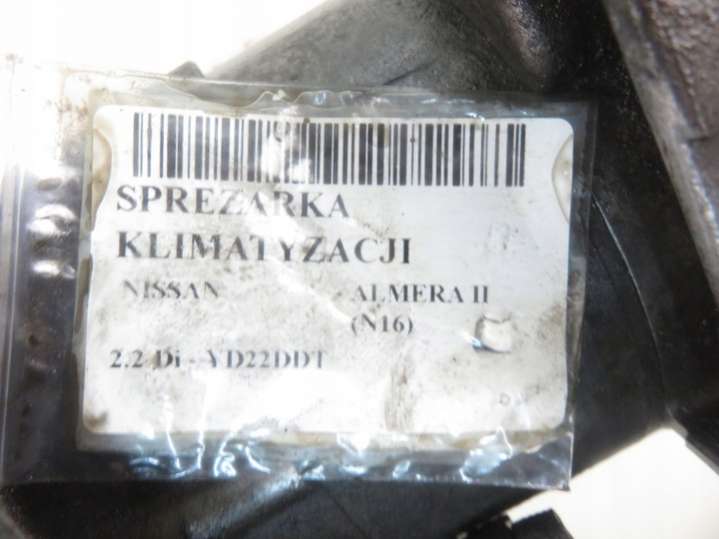 SPREZARKA
KLIMATYZACJI
NISSAN - ALMERA II
(N16)
2.2 Di - YD22DDT